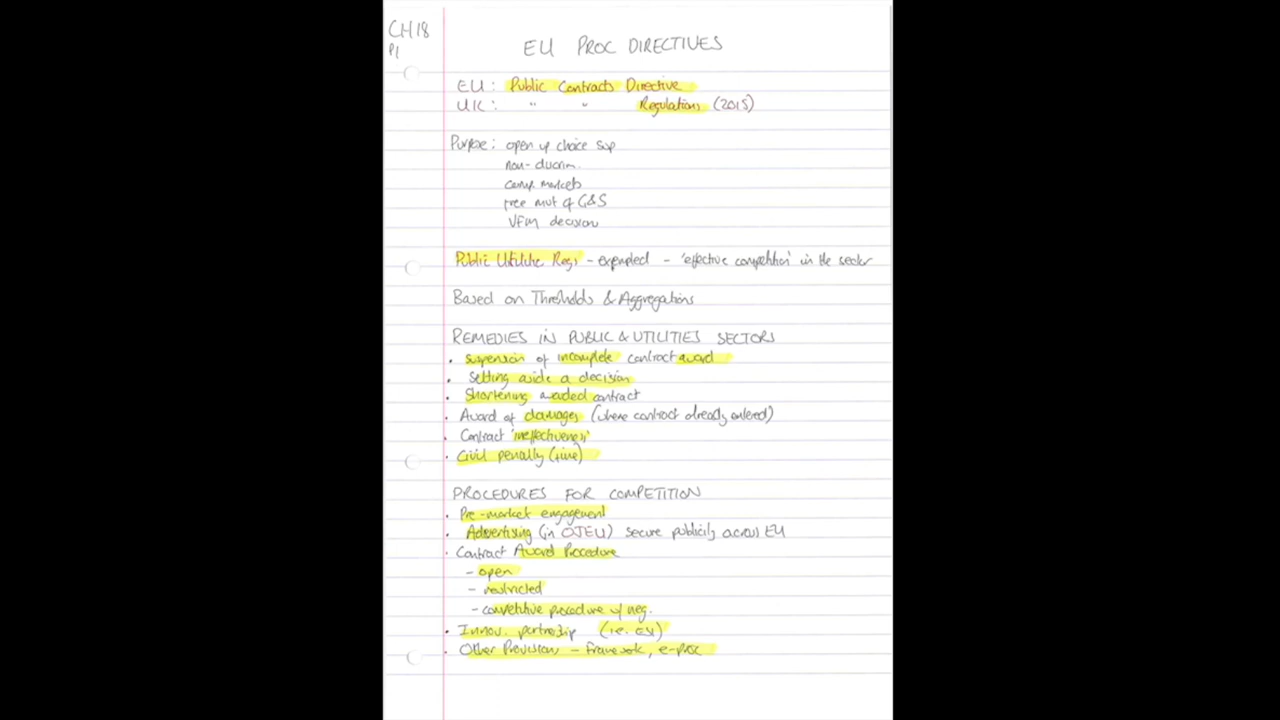 CH18
P1
EU PROC DIRECTIVES
EU: Public Contracts Directive
UK: " " Regulations (2015)
Purpose: open up choice sup
non-discrim.
comp. markets
free mvt of G&S
VFM decision
Public Utilities Regs - expanded - 'effective competition' in the sector
Based on Thresholds & Aggregations
REMEDIES IN PUBLIC & UTILITIES SECTORS
• suspension of incomplete contract award
• Setting aside a decision
• Shortening awarded contract
• Award of damages (where contract already entered)
• Contract 'ineffectiveness'
• Civil penalty (fine)
PROCEDURES FOR COMPETITION
• Pre-market engagement
• Advertising (in OJEU) secure publicity across EU
• Contract Award Procedure
- open
- restricted
- competitive procedure w/ neg.
• Innov. partnership (i.e.
• Other Provisions - Framework, e-proc